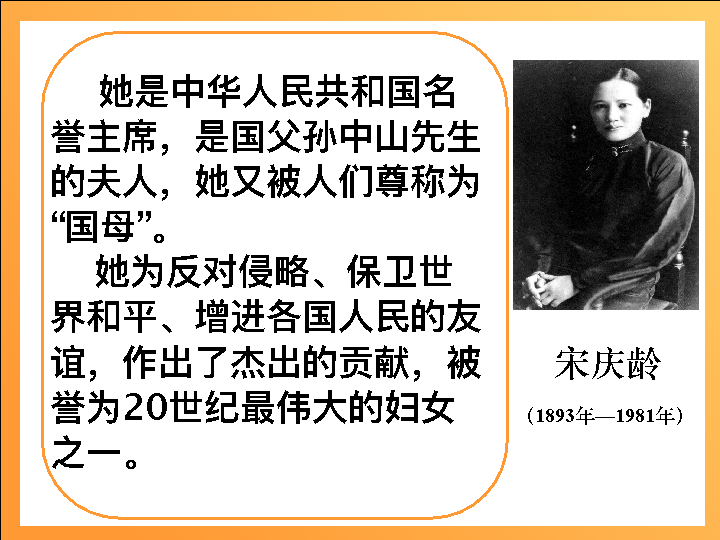 她是中华人民共和国名
誉主席，是国父孙中山先生
的夫人，她又被人们尊称为
“国母”。
她为反对侵略、保卫世
界和平、增进各国人民的友
谊，作出了杰出的贡献，被
誉为20世纪最伟大的妇女
之一。
宋庆龄
（1893年—1981年）